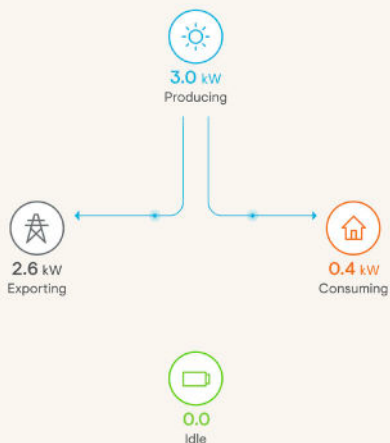 3.0 kW
Producing
2.6 kW
Exporting
0.4 kW
Consuming
0.0
Idle